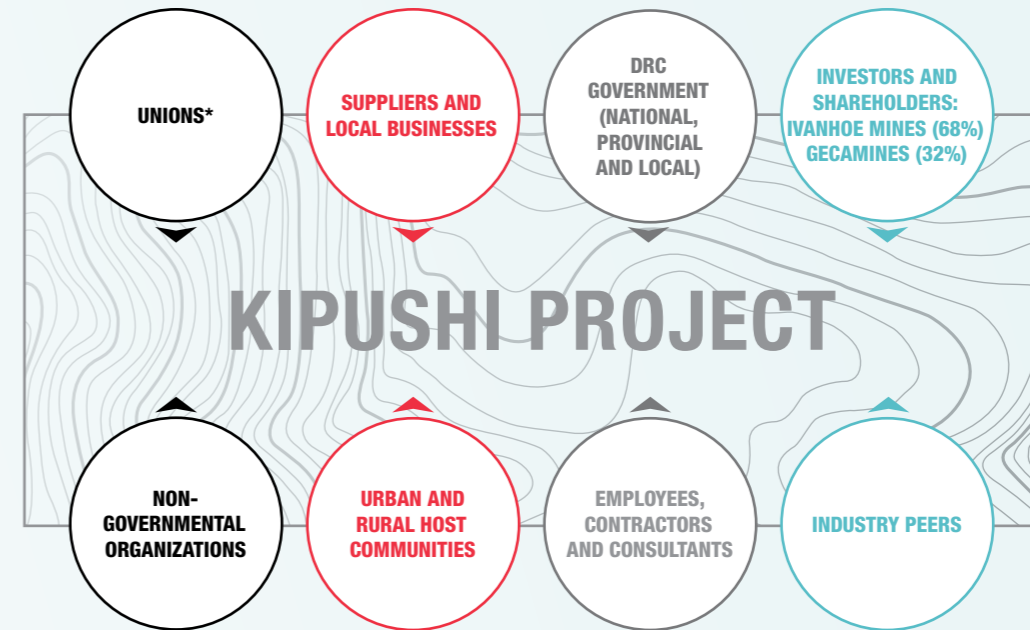 UNIONS*
SUPPLIERS AND
LOCAL BUSINESSES
DRC
GOVERNMENT
(NATIONAL,
PROVINCIAL
AND LOCAL)
INVESTORS AND
SHAREHOLDERS:
IVANHOE MINES (68%)
GECAMINES (32%)
KIPUSHI PROJECT
NON-
GOVERNMENTAL
ORGANIZATIONS
URBAN AND
RURAL HOST
COMMUNITIES
EMPLOYEES,
CONTRACTORS
AND CONSULTANTS
INDUSTRY PEERS